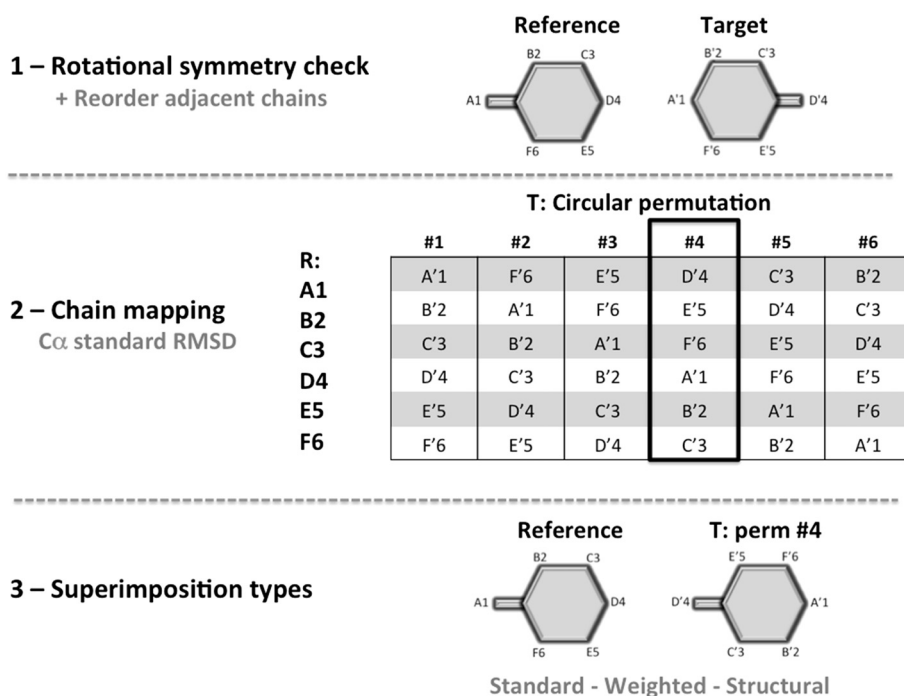 Reference Target
1 – Rotational symmetry check
+ Reorder adjacent chains
B2 C3 B'2 C'3
A1 D4 A'1 D'4
F6 E5 F'6 E'5
T: Circular permutation
#1 #2 #3 #4 #5 #6
R:
A1
B2
C3
D4
E5
F6
A'1 F'6 E'5 D'4 C'3 B'2
B'2 A'1 F'6 E'5 D'4 C'3
C'3 B'2 A'1 F'6 E'5 D'4
D'4 C'3 B'2 A'1 F'6 E'5
E'5 D'4 C'3 B'2 A'1 F'6
F'6 E'5 D'4 C'3 B'2 A'1
2 – Chain mapping
Cα standard RMSD
Reference T: perm #4
B2 C3 E'5 F'6
3 – Superimposition types
A1 D4 D'4 A'1
F6 E5 C'3 B'2
Standard - Weighted - Structural